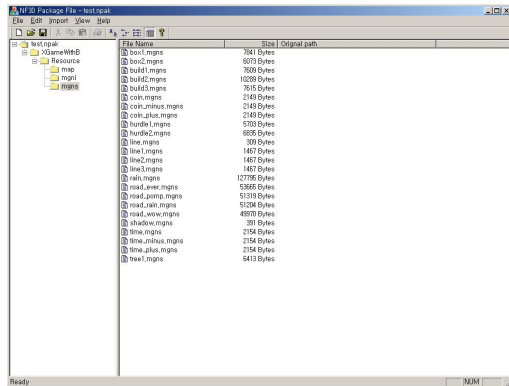 NF3D Package File - test,npak
File Edit Import View Help
test,npak
XGameWithB
Resource
map
mgni
mgns
File Name Size Orignal path
box1,mgns 7841 Bytes
box2,mgns 6073 Bytes
build1,mgns 7609 Bytes
build2,mgns 10289 Bytes
build3,mgns 7615 Bytes
coin,mgns 2149 Bytes
coin_minus,mgns 2149 Bytes
coin_plus,mgns 2149 Bytes
hurdle1,mgns 5703 Bytes
hurdle2,mgns 6835 Bytes
line,mgns 309 Bytes
line1,mgns 1467 Bytes
line2,mgns 1467 Bytes
line3,mgns 1467 Bytes
rain,mgns 127795 Bytes
road_ever,mgns 53665 Bytes
road_pomp,mgns 51319 Bytes
road_rain,mgns 51204 Bytes
road_wow,mgns 49970 Bytes
shadow,mgns 391 Bytes
time,mgns 2154 Bytes
time_minus,mgns 2154 Bytes
time_plus,mgns 2154 Bytes
tree1,mgns 6413 Bytes
Ready NUM